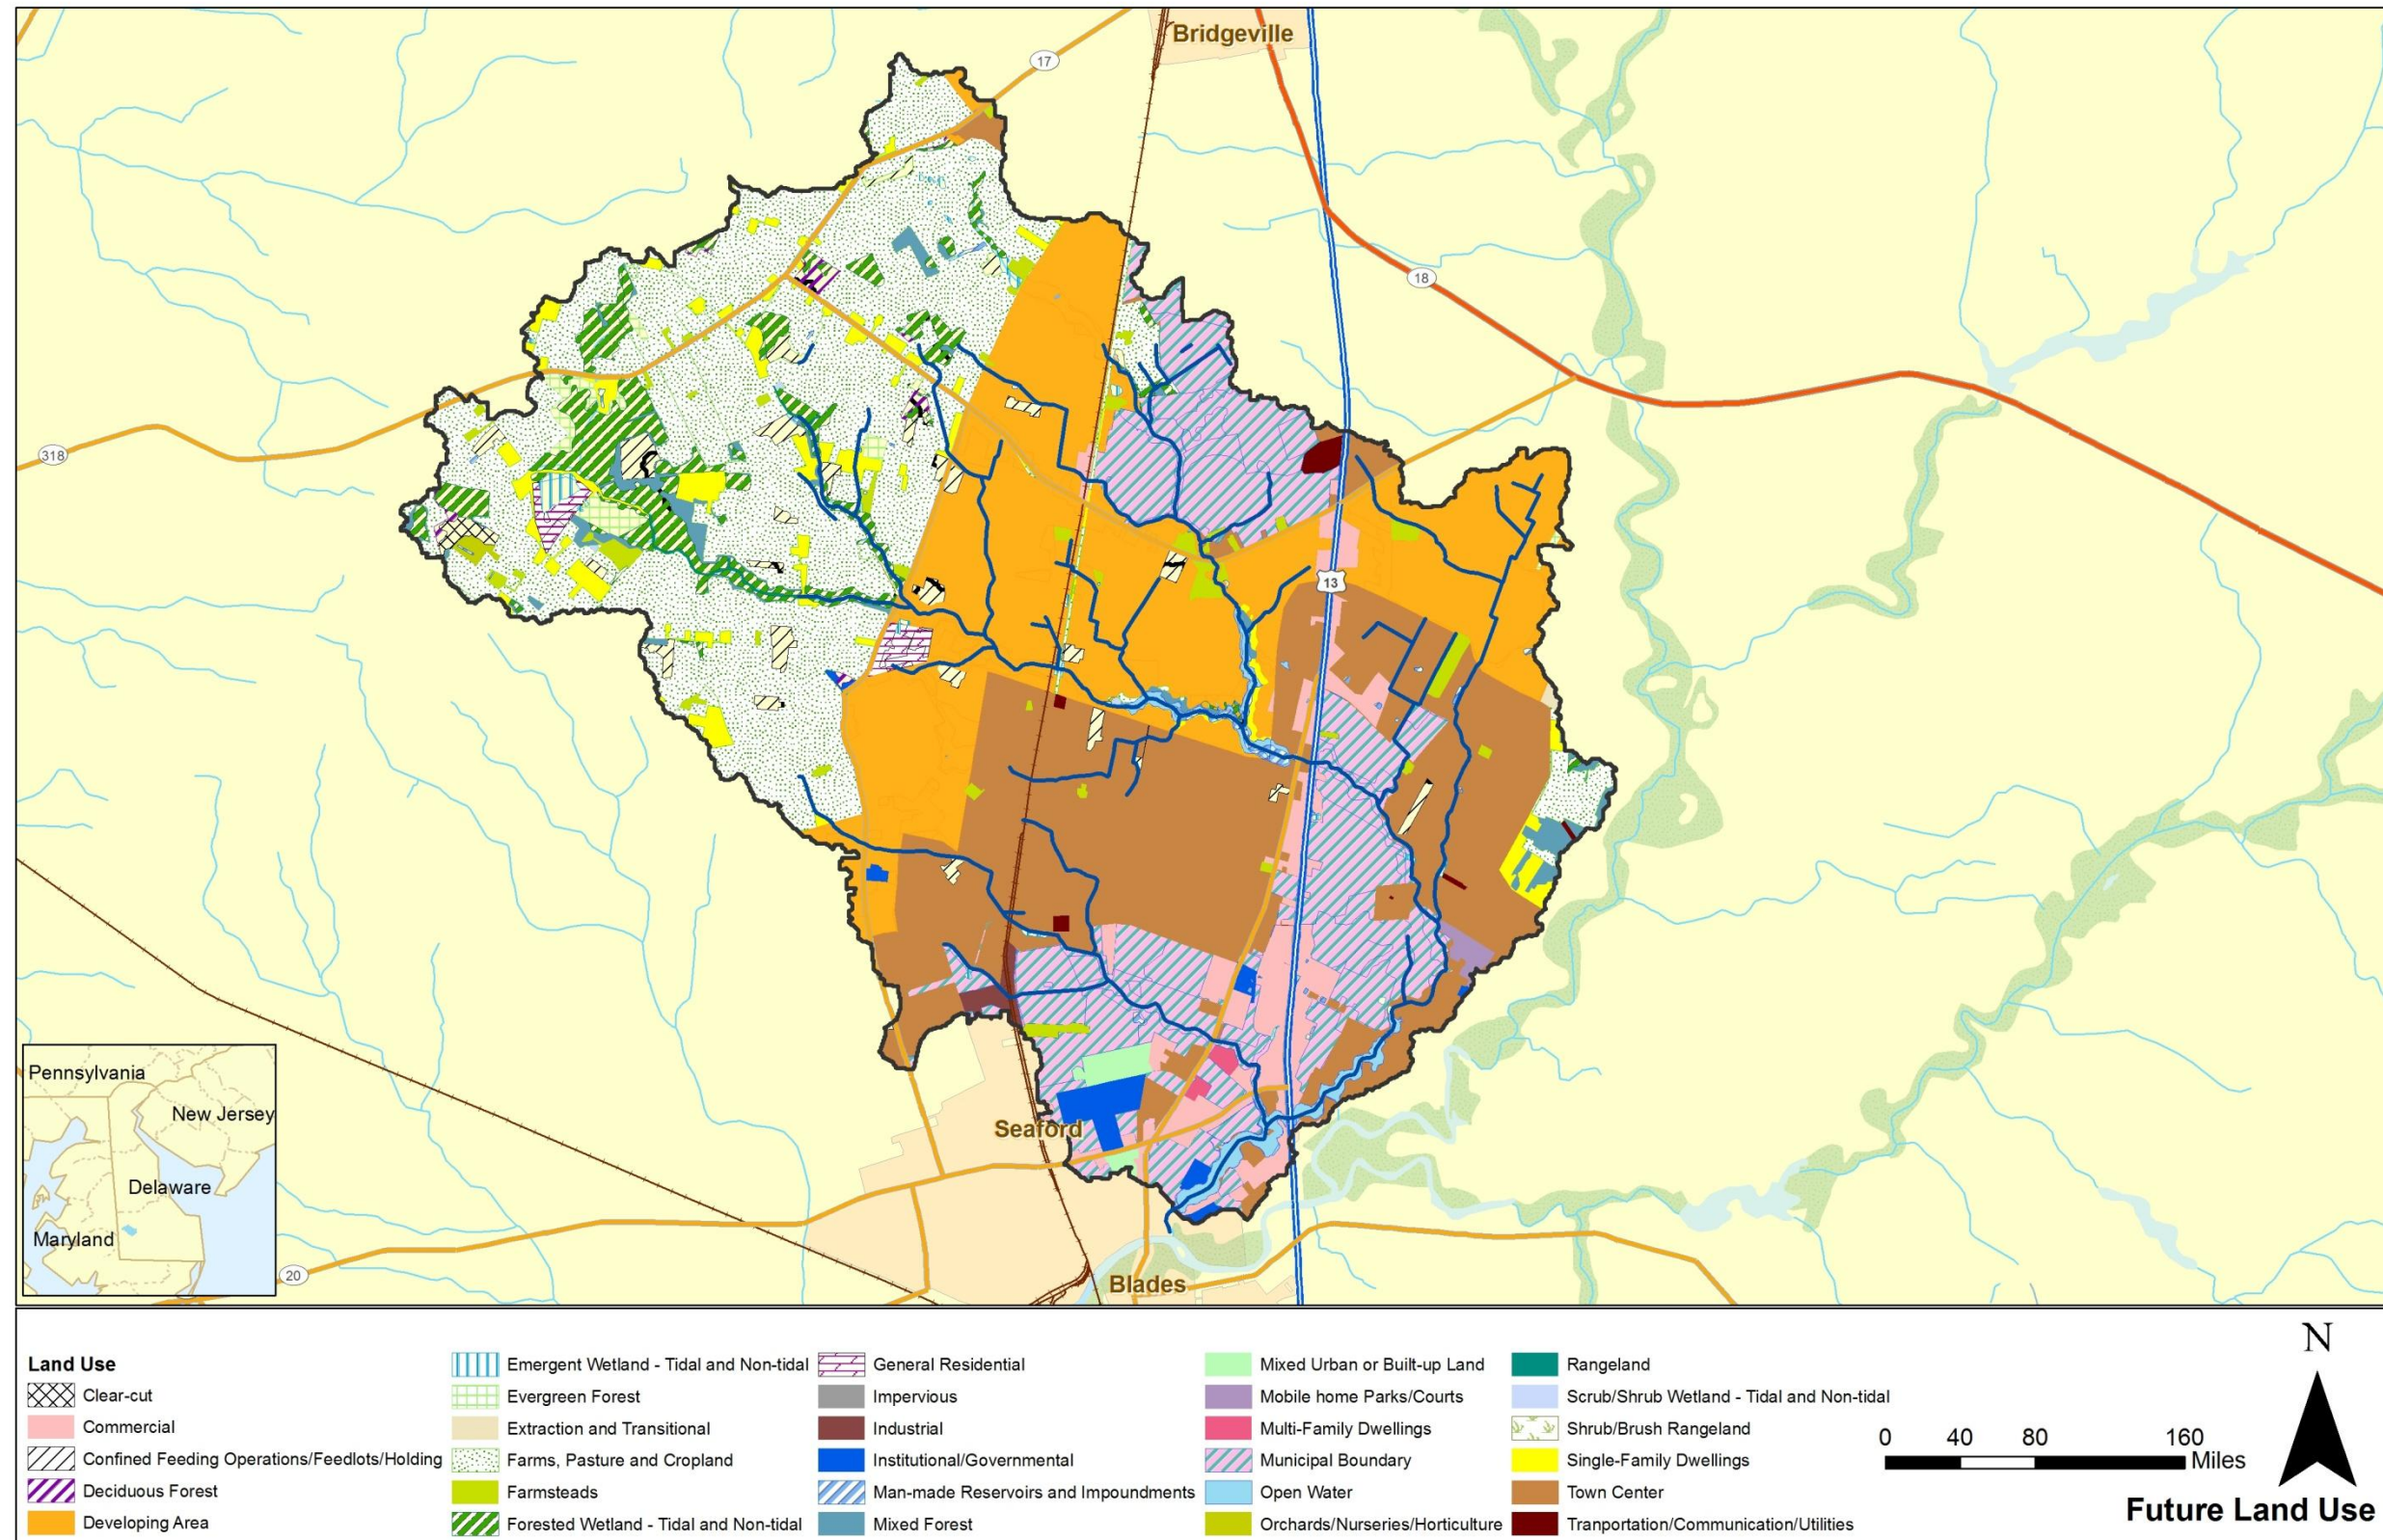 Bridgeville
17
18
318
13
Seaford
Blades
20
Pennsylvania
New Jersey
Delaware
Maryland
Land Use
Clear-cut
Commercial
Confined Feeding Operations/Feedlots/Holding
Deciduous Forest
Developing Area
Emergent Wetland - Tidal and Non-tidal
Evergreen Forest
Extraction and Transitional
Farms, Pasture and Cropland
Farmsteads
Forested Wetland - Tidal and Non-tidal
General Residential
Impervious
Industrial
Institutional/Governmental
Man-made Reservoirs and Impoundments
Mixed Forest
Mixed Urban or Built-up Land
Mobile home Parks/Courts
Multi-Family Dwellings
Municipal Boundary
Open Water
Orchards/Nurseries/Horticulture
Rangeland
Scrub/Shrub Wetland - Tidal and Non-tidal
Shrub/Brush Rangeland
Single-Family Dwellings
Town Center
Tranportation/Communication/Utilities
0 40 80 160
Miles
N
Future Land Use